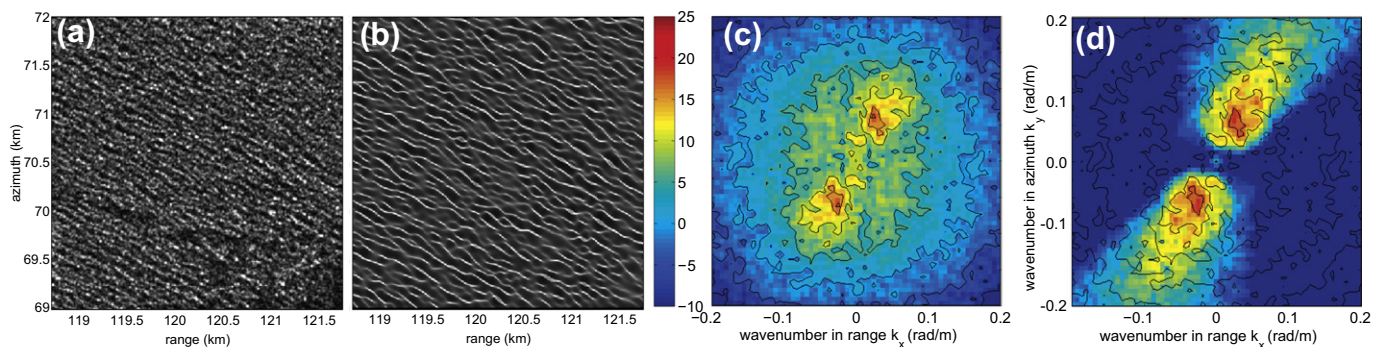 (a)
72
71.5
71
70.5
70
69.5
69
azimuth (km)
119 119.5 120 120.5 121 121.5
range (km)
(b)
119 119.5 120 120.5 121 121.5
range (km)
25
20
15
10
5
0
−5
−10
(c)
−0.2 −0.1 0 0.1 0.2
wavenumber in range k_x (rad/m)
(d)
0.2
0.1
0.0
-0.1
-0.2
wavenumber in azimuth k_y (rad/m)
−0.1 0 0.1 0.2
wavenumber in range k_x (rad/m)